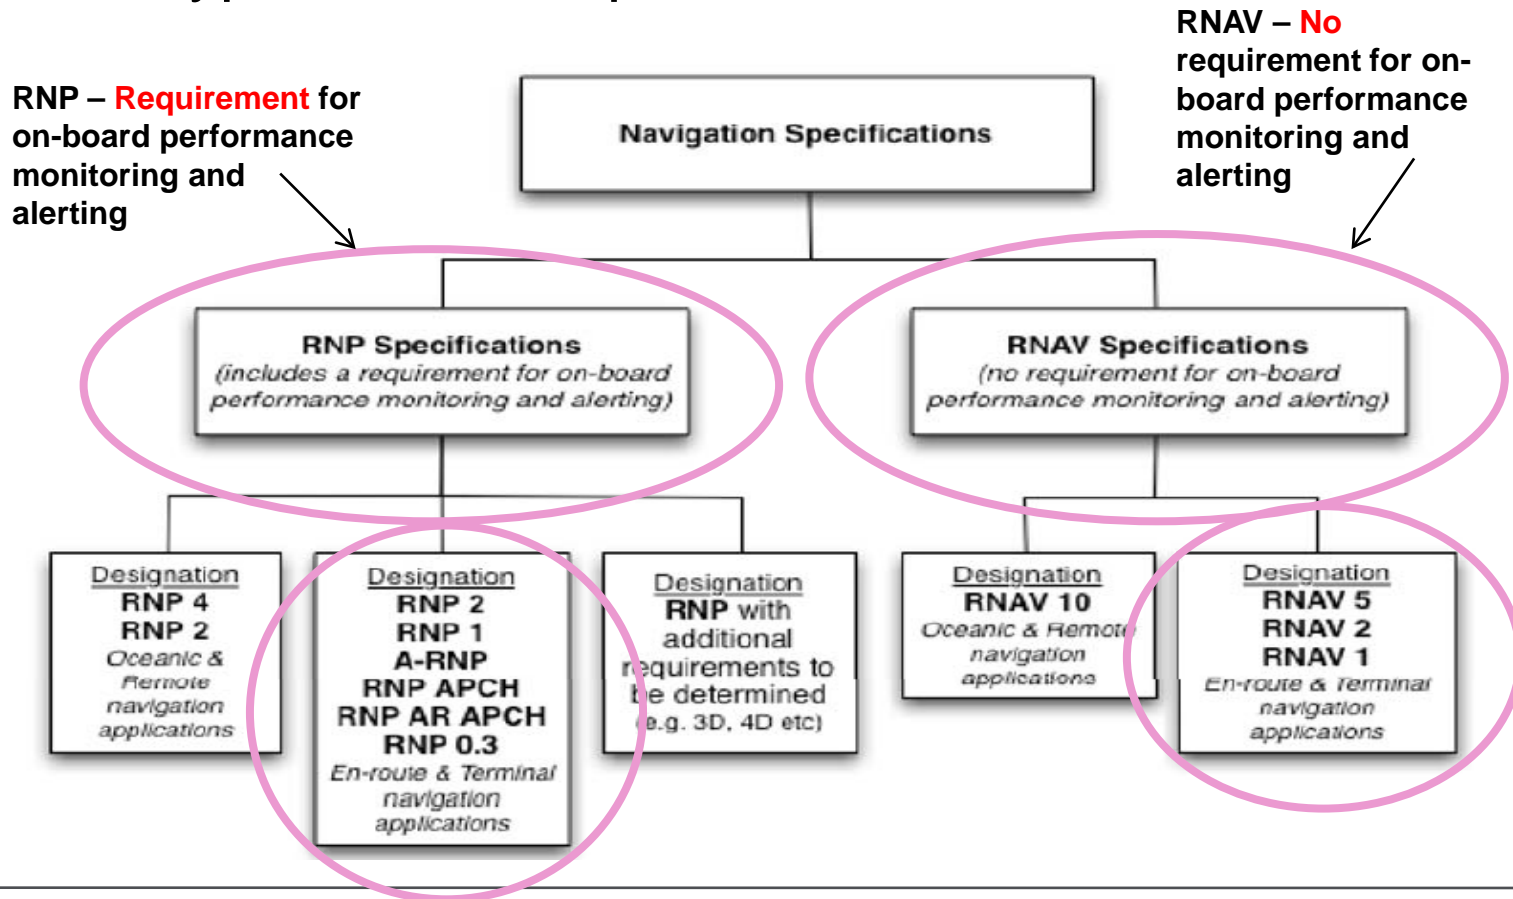 RNAV – No
requirement for on-
board performance
monitoring and
alerting
RNP – Requirement for
on-board performance
monitoring and
alerting
Navigation Specifications
RNP Specifications
(includes a requirement for on-board
performance monitoring and alerting)
RNAV Specifications
(no requirement for on-board
performance monitoring and alerting)
Designation
RNP 4
RNP 2
Oceanic &
Remote
navigation
applications
Designation
RNP 2
RNP 1
A-RNP
RNP APCH
RNP AR APCH
RNP 0.3
En-route & Terminal
navigation
applications
Designation
RNP with
additional
requirements to
be determined
(e.g. 3D, 4D etc)
Designation
RNAV 10
Oceanic & Remote
navigation
applications
Designation
RNAV 5
RNAV 2
RNAV 1
En-route & Terminal
navigation
applications